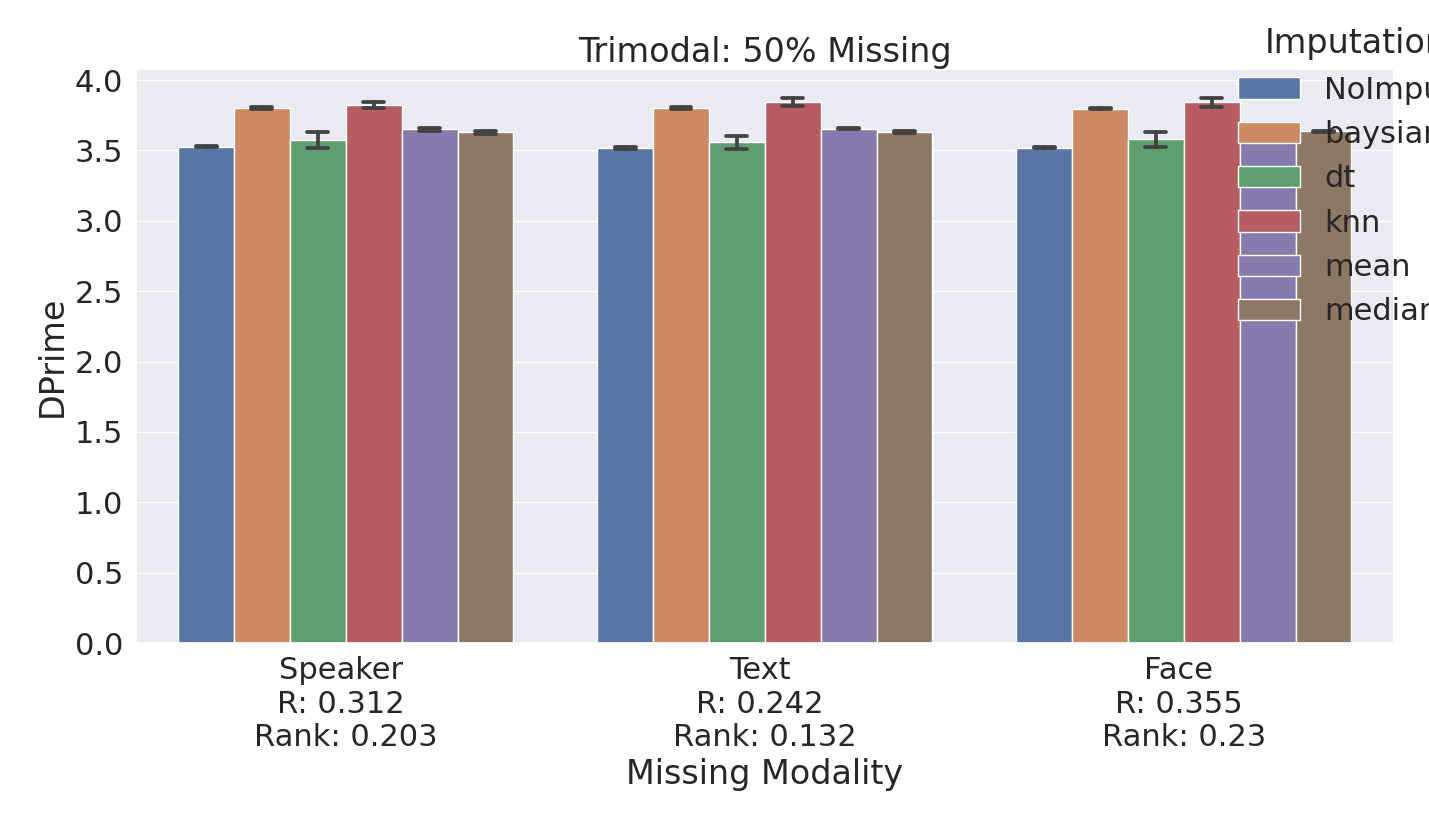 Trimodal: 50% Missing
Imputation
NoImpu
baysian
dt
knn
mean
median
DPrime
4.0
3.5
3.0
2.5
2.0
1.5
1.0
0.5
0.0
Speaker
R: 0.312
Rank: 0.203
Text
R: 0.242
Rank: 0.132
Face
R: 0.355
Rank: 0.23
Missing Modality